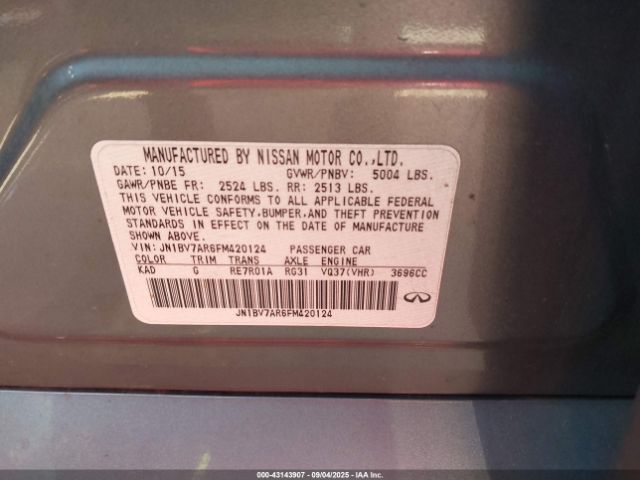 MANUFACTURED BY NISSAN MOTOR CO.,LTD.
DATE: 10/15 GVWR/PNBV: 5004 LBS.
GAWR/PNBE FR: 2524 LBS. RR: 2513 LBS.
THIS VEHICLE CONFORMS TO ALL APPLICABLE FEDERAL
MOTOR VEHICLE SAFETY,BUMPER,AND THEFT PREVENTION
STANDARDS IN EFFECT ON THE DATE OF MANUFACTURE
SHOWN ABOVE.
VIN: JN1BV7AR6FM420124 PASSENGER CAR
COLOR TRIM TRANS AXLE ENGINE
KAD G RE7R01A RG31 VQ37(VHR) 3696CC
JN1BV7AR6FM420124
000-43143907 - 09/04/2025 - IAAI Inc.